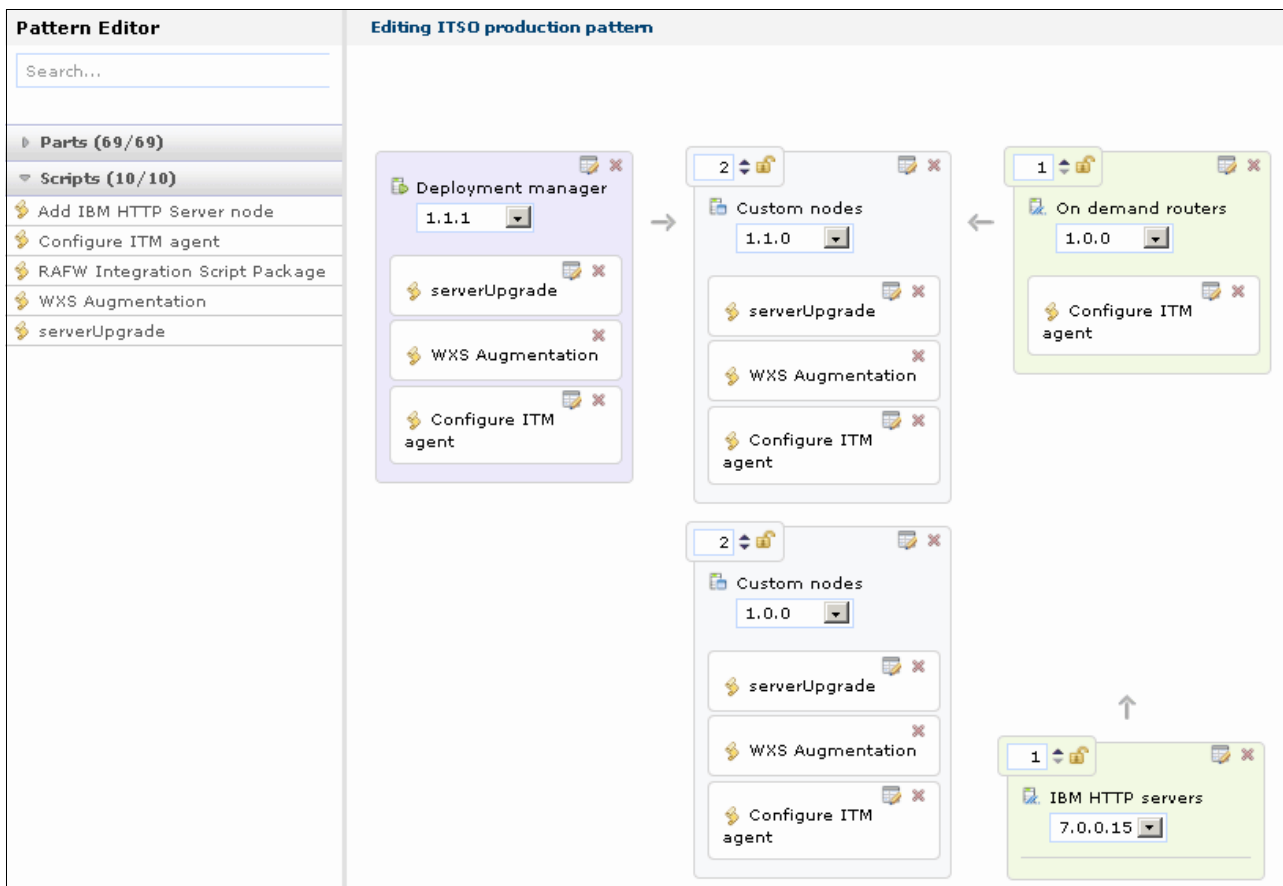 Pattern Editor
Search...
Parts (69/69)
Scripts (10/10)
Add IBM HTTP Server node
Configure ITM agent
RAFW Integration Script Package
WXS Augmentation
serverUpgrade
Editing ITSO production pattern
Deployment manager
1.1.1
serverUpgrade
WXS Augmentation
Configure ITM
agent
2
Custom nodes
1.1.0
serverUpgrade
WXS Augmentation
Configure ITM
agent
1
On demand routers
1.0.0
Configure ITM
agent
2
Custom nodes
1.0.0
serverUpgrade
WXS Augmentation
Configure ITM
agent
1
IBM HTTP servers
7.0.0.15